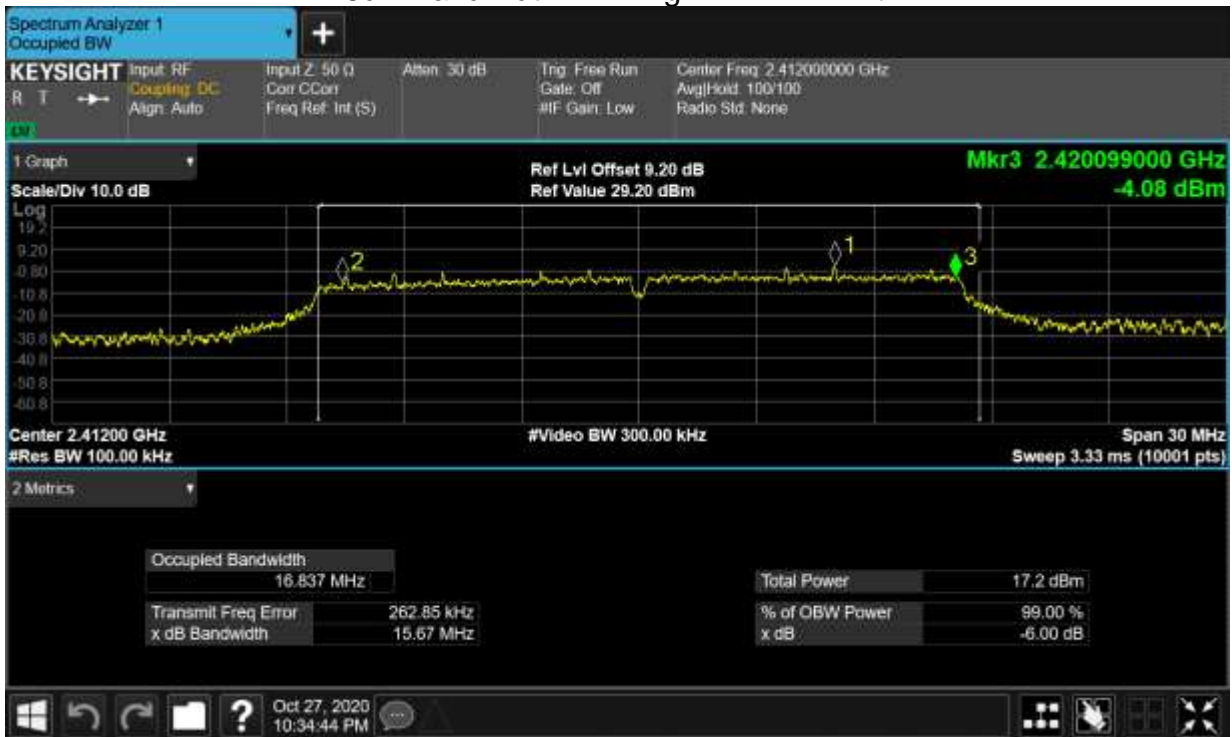 Spectrum Analyzer 1
Occupied BW
+
KEYSIGHT
R T
Input: RF
Coupling: DC
Align: Auto
Input Z: 50 Ω
Corr CCorr
Freq Ref: Int (S)
Atten: 30 dB
Trig: Free Run
Gate: Off
#IF Gain: Low
Center Freq: 2.412000000 GHz
Avg|Hold: 100/100
Radio Std: None
1 Graph
Scale/Div 10.0 dB
Ref Lvl Offset 9.20 dB
Ref Value 29.20 dBm
Mkr3 2.420099000 GHz
-4.08 dBm
Log
19.2
9.20
-0.80
-10.8
-20.8
-30.8
-40.8
-50.8
-60.8
2
1
3
Center 2.41200 GHz
#Res BW 100.00 kHz
#Video BW 300.00 kHz
Span 30 MHz
Sweep 3.33 ms (10001 pts)
2 Metrics
Occupied Bandwidth
16.837 MHz
Transmit Freq Error 262.85 kHz
x dB Bandwidth 15.67 MHz
Total Power 17.2 dBm
% of OBW Power 99.00 %
x dB -6.00 dB
?
Oct 27, 2020
10:34:44 PM